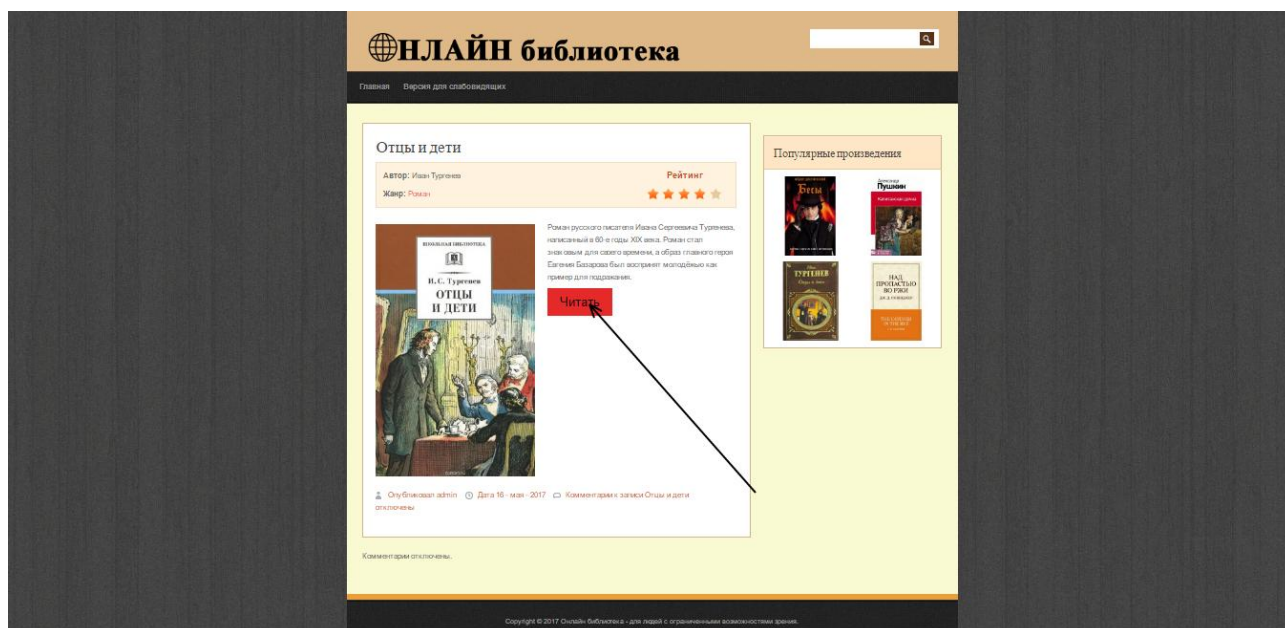 ОНЛАЙН библиотека
Главная Версия для слабовидящих
Отцы и дети
Автор: Иван Тургенев
Рейтинг
Жанр: Роман
Роман русского писателя Ивана Сергеевича Тургенева,
написанный в 60-е годы XIX века. Роман стал
знаковым для своего времени, а образ главного героя
Евгения Базарова был воспринят молодёжью как
пример для подражания.
Читать
ШКОЛЬНАЯ БИБЛИОТЕКА
И. С. Тургенев
ОТЦЫ
И ДЕТИ
Опубликовал admin Дата 16 - мая - 2017 Комментарии к записи Отцы и дети
отключены
Комментарии отключены.
Популярные произведения
Бесы
Александр
Пушкин
Капитанская дочка
ТУРГЕНЕВ
Отцы и дети
НАД
ПРОПАСТЬЮ
ВО РЖИ
Copyright © 2017 Онлайн библиотека - для людей с ограниченными возможностями зрения.